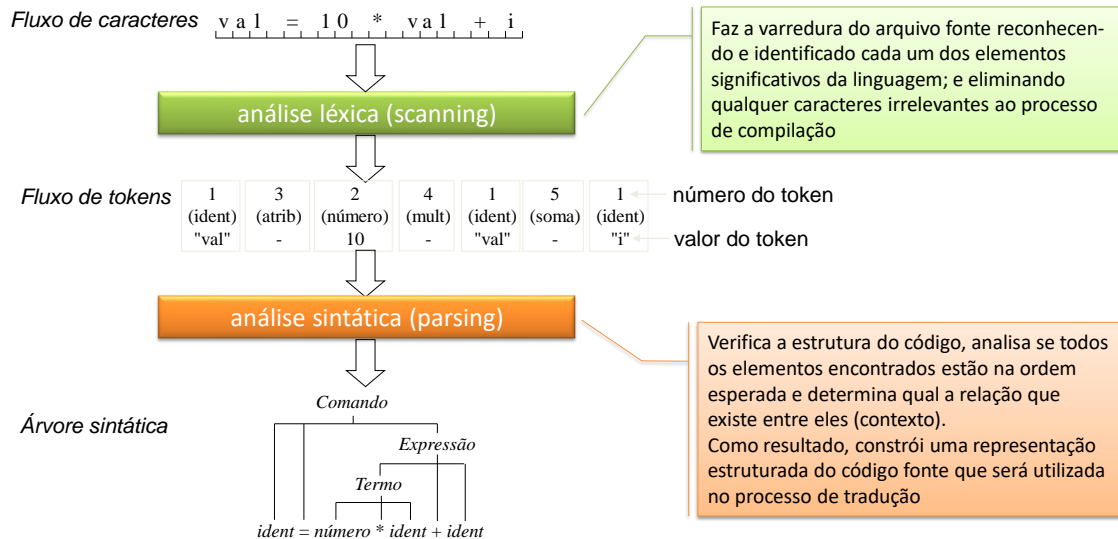 Fluxo de caracteres
val = 10 * val + i
Faz a varredura do arquivo fonte reconhecen-
do e identificado cada um dos elementos
significativos da linguagem; e eliminando
qualquer caracteres irrelevantes ao processo
de compilação
análise léxica (scanning)
Fluxo de tokens
1 3 2 4 1 5 1
número do token
(ident) (atrib) (número) (mult) (ident) (soma) (ident)
"val" - 10 - "val" - "i"
valor do token
análise sintática (parsing)
Verifica a estrutura do código, analisa se todos
os elementos encontrados estão na ordem
esperada e determina qual a relação que
existe entre eles (contexto).
Como resultado, constrói uma representação
estruturada do código fonte que será utilizada
no processo de tradução
Árvore sintática
Comando
Expressão
Termo
ident = número * ident + ident